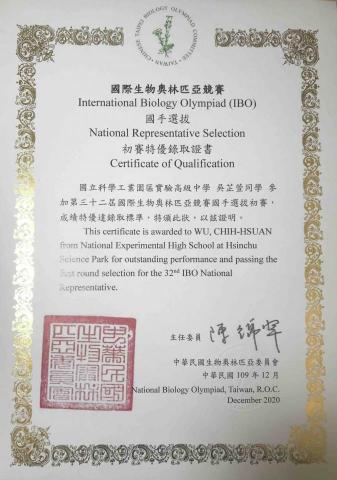 CHINESE TAIPEI BIOLOGY OLYMPIAD COMMITTEE • TAIWAN •
國際生物奧林匹亞競賽
International Biology Olympiad (IBO)
國手選拔
National Representative Selection
初賽特優錄取證書
Certificate of Qualification
國立科學工業園區實驗高級中學 吳芷萱同學 參
加第三十二屆國際生物奧林匹亞競賽國手選拔初賽，
成績特優達錄取標準，特頒此狀，以茲證明。
This certificate is awarded to WU, CHIH-HSUAN
from National Experimental High School at Hsinchu
Science Park for outstanding performance and passing the
first round selection for the 32nd IBO National
Representative.
主任委員
中華民國生物奧林匹亞委員會
中華民國 109 年 12 月
National Biology Olympiad, Taiwan, R.O.C.
December 2020